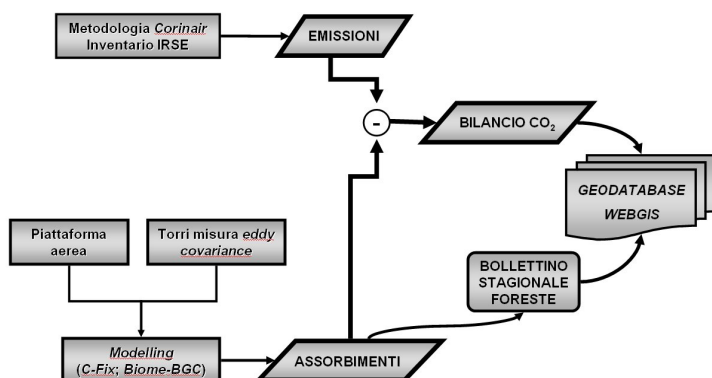 Metodologia Corinair
Inventario IRSE
EMISSIONI
-
BILANCIO CO₂
GEODATABASE
WEBGIS
Piattaforma
aerea
Torri misura eddy
covariance
BOLLETTINO
STAGIONALE
FORESTE
Modelling
(C-Fix; Biome-BGC)
ASSORBIMENTI